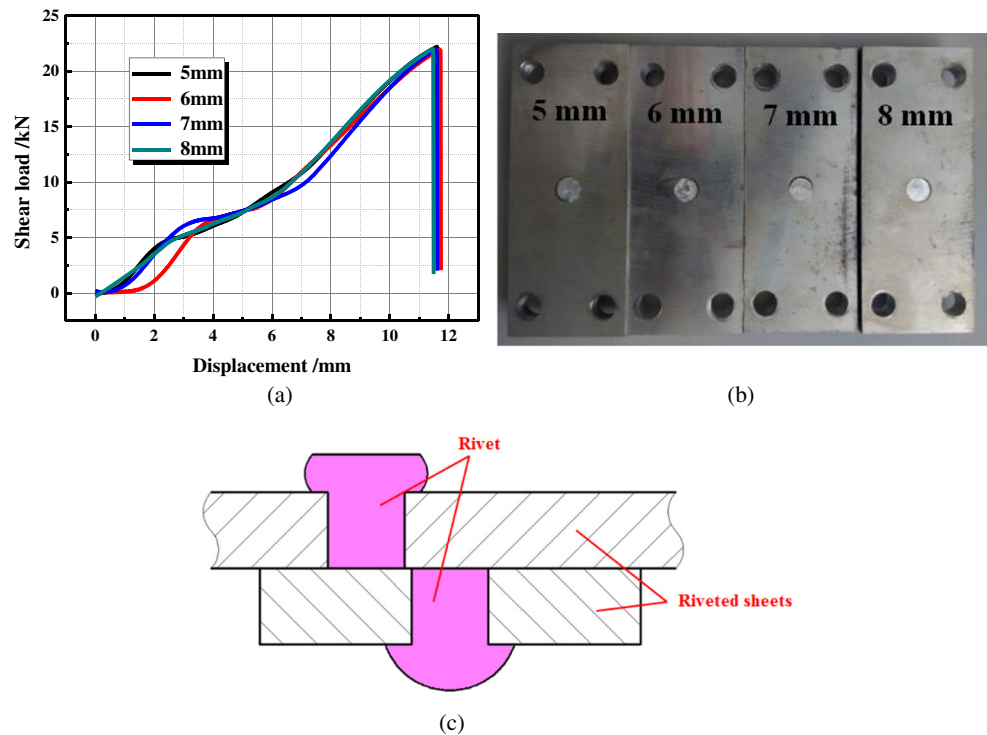 25
20
15
10
5
0
Shear load /kN
5mm
6mm
7mm
8mm
0 2 4 6 8 10 12
Displacement /mm
(a)
5 mm 6 mm 7 mm 8 mm
(b)
Rivet
Riveted sheets
(c)